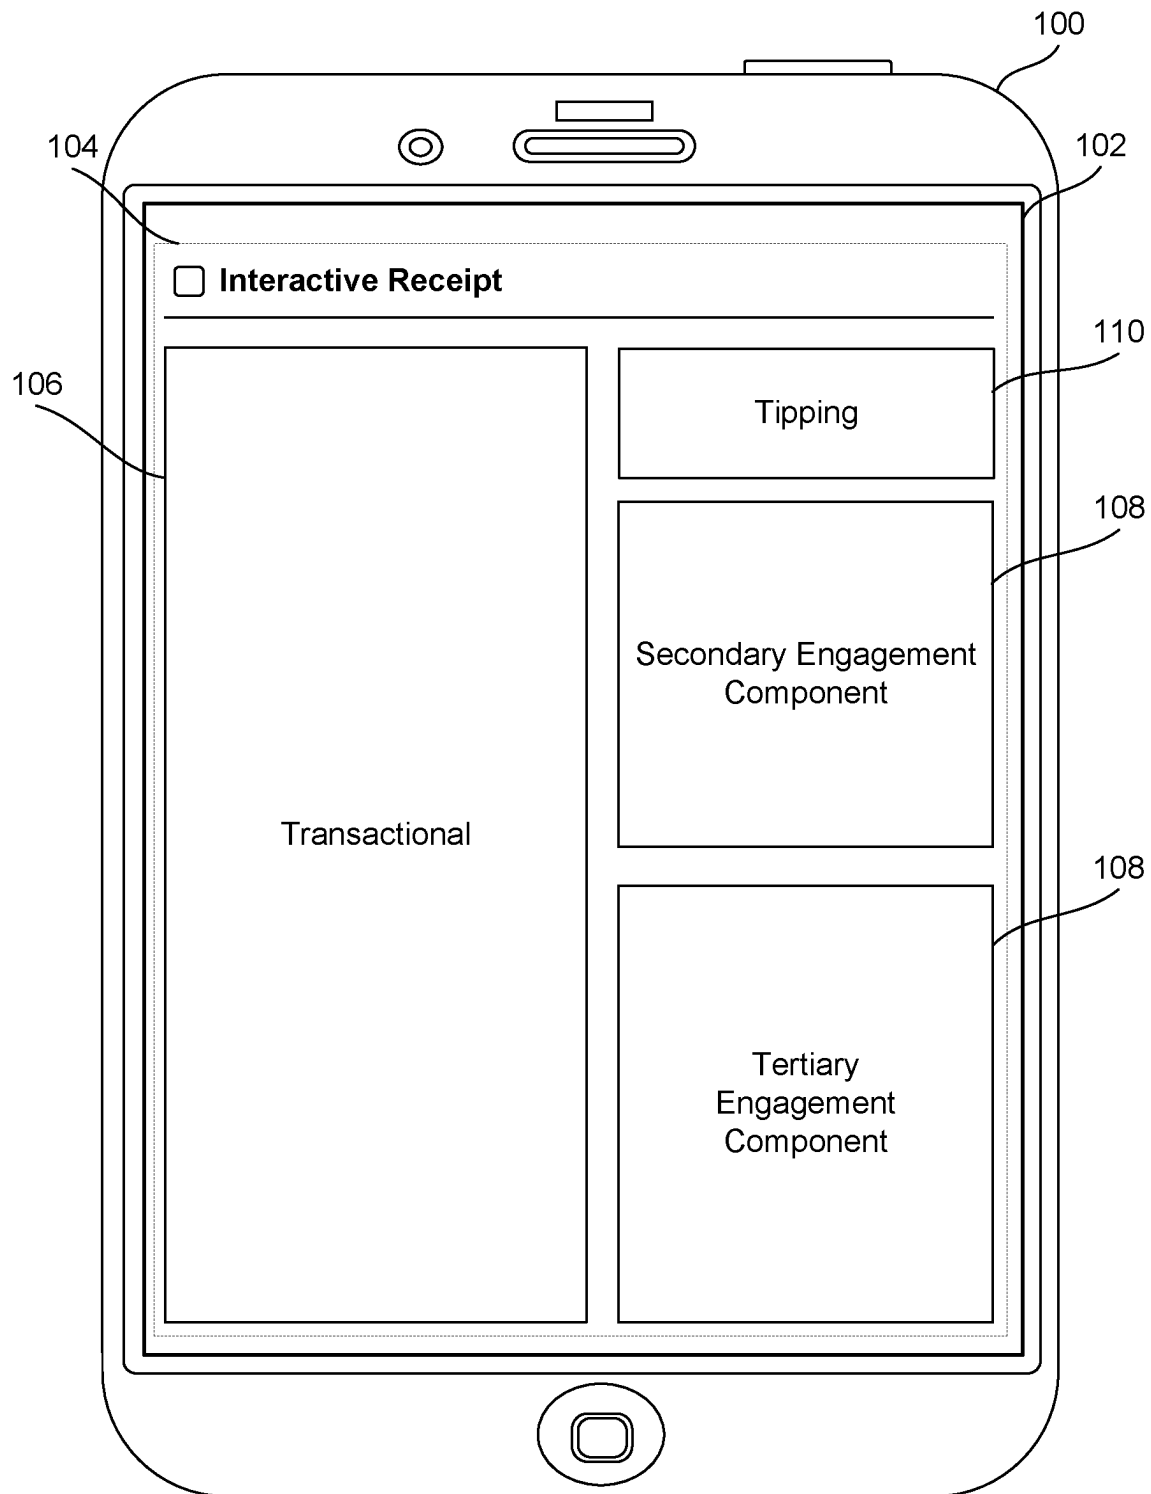 100
104
102
Interactive Receipt
110
106
Tipping
108
Secondary Engagement
Component
Transactional
108
Tertiary
Engagement
Component